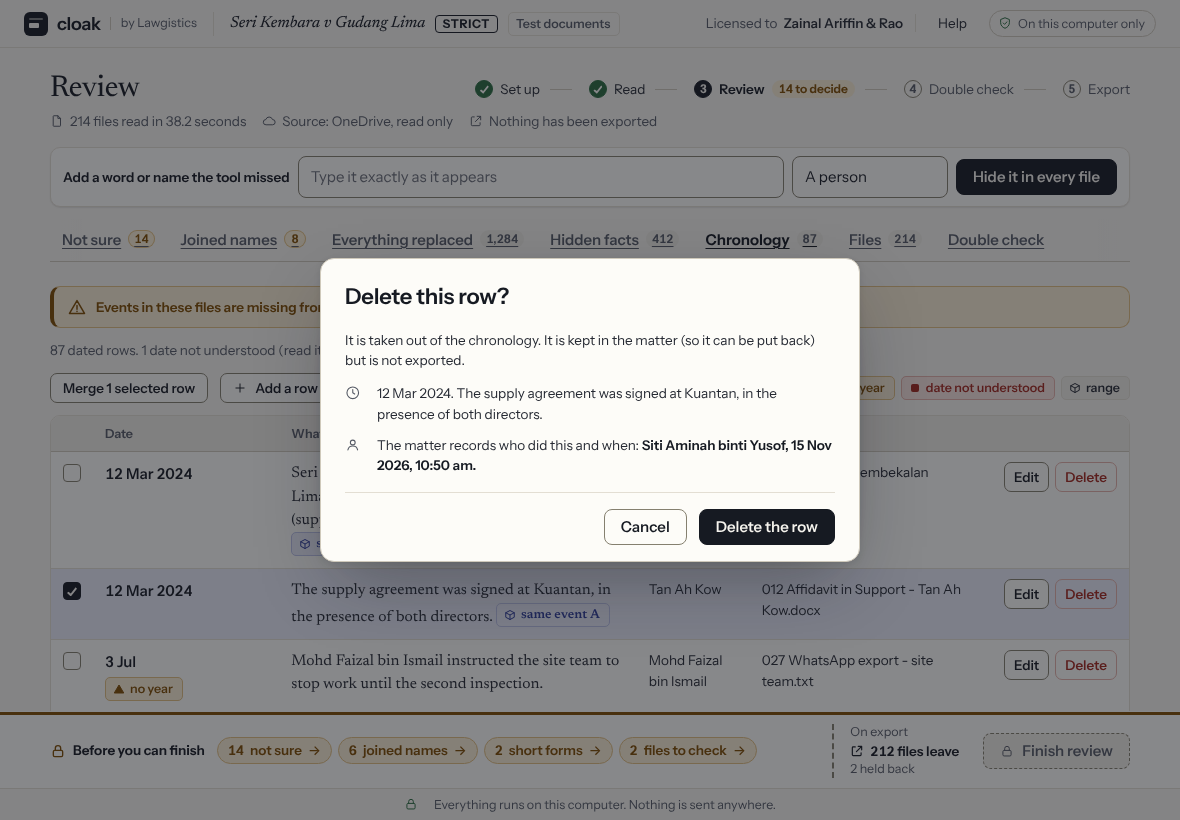 cloak by Lawgistics Seri Kembara v Gudang Lima STRICT Test documents Licensed to Zainal Ariffin & Rao Help On this computer only
Review
Set up Read 3 Review 14 to decide 4 Double check 5 Export
214 files read in 38.2 seconds Source: OneDrive, read only Nothing has been exported
Add a word or name the tool missed Type it exactly as it appears A person Hide it in every file
Not sure 14 Joined names 8 Everything replaced 1,284 Hidden facts 412 Chronology 87 Files 214 Double check
Delete this row?
Events in these files are missing
87 dated rows. 1 date not understood (read
It is taken out of the chronology. It is kept in the matter (so it can be put back)
but is not exported.
Merge 1 selected row Add a row year date not understood range
12 Mar 2024. The supply agreement was signed at Kuantan, in the
presence of both directors.
Date
The matter records who did this and when: Siti Aminah binti Yusof, 15 Nov
2026, 10:50 am.
12 Mar 2024 Seri Edit Delete
Cancel Delete the row
12 Mar 2024 The supply agreement was signed at Kuantan, in Tan Ah Kow 012 Affidavit in Support - Tan Ah Edit Delete
the presence of both directors. same event A Kow.docx
3 Jul Mohd Faizal bin Ismail instructed the site team to Mohd Faizal 027 WhatsApp export - site Edit Delete
no year stop work until the second inspection. bin Ismail team.txt
Before you can finish 14 not sure → 6 joined names → 2 short forms → 2 files to check →
On export
212 files leave
2 held back
Finish review
Everything runs on this computer. Nothing is sent anywhere.